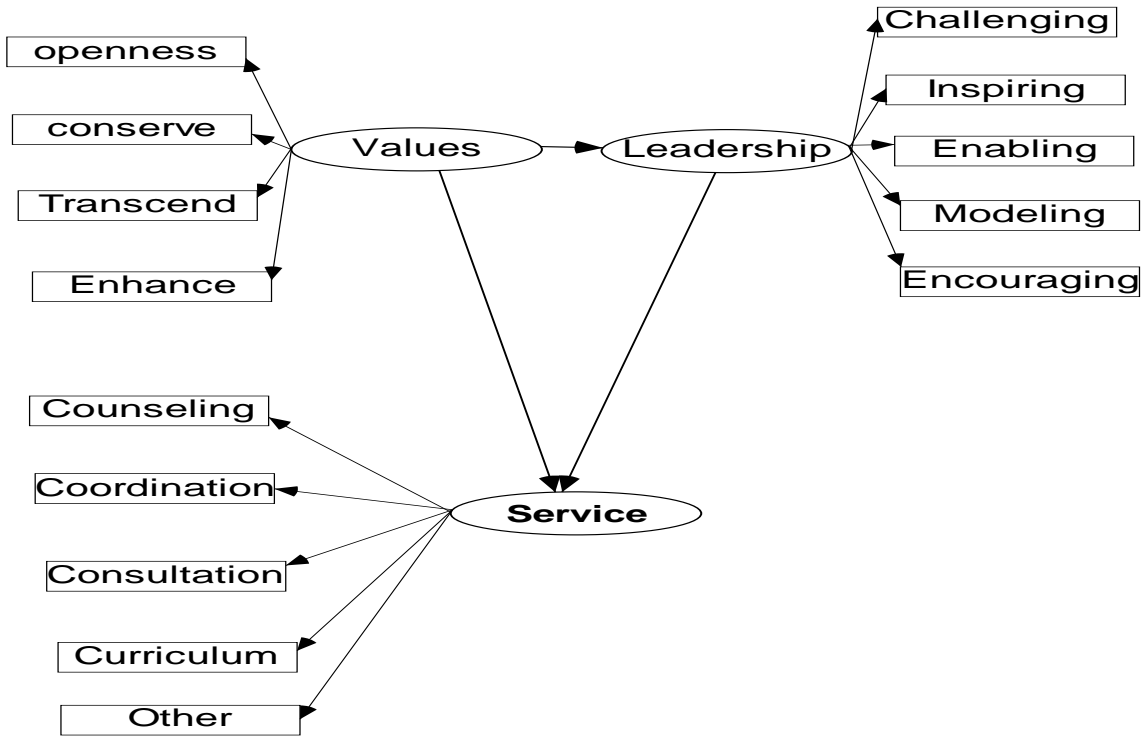 openness
conserve
Transcend
Enhance
Values
Leadership
Challenging
Inspiring
Enabling
Modeling
Encouraging
Counseling
Coordination
Consultation
Curriculum
Other
Service